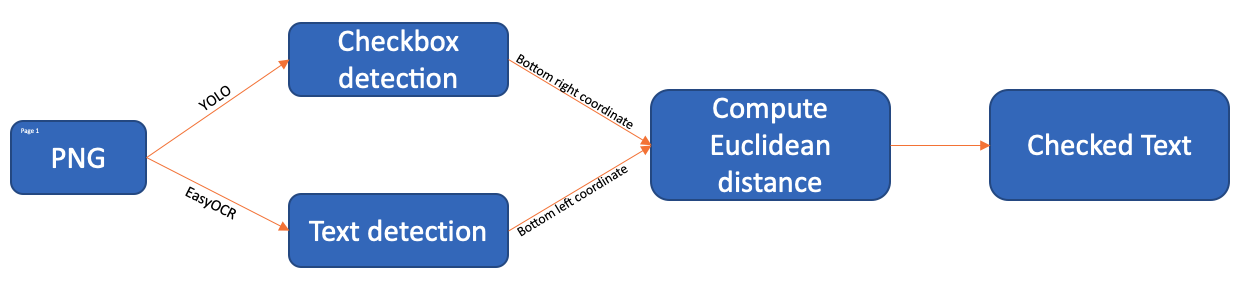 Page 1
PNG
YOLO
EasyOCR
Checkbox
detection
Text detection
Bottom right coordinate
Bottom left coordinate
Compute
Euclidean
distance
Checked Text